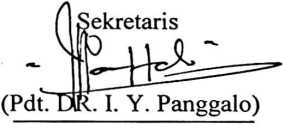 Sekretaris
(Pdt. DR. I. Y. Panggalo)